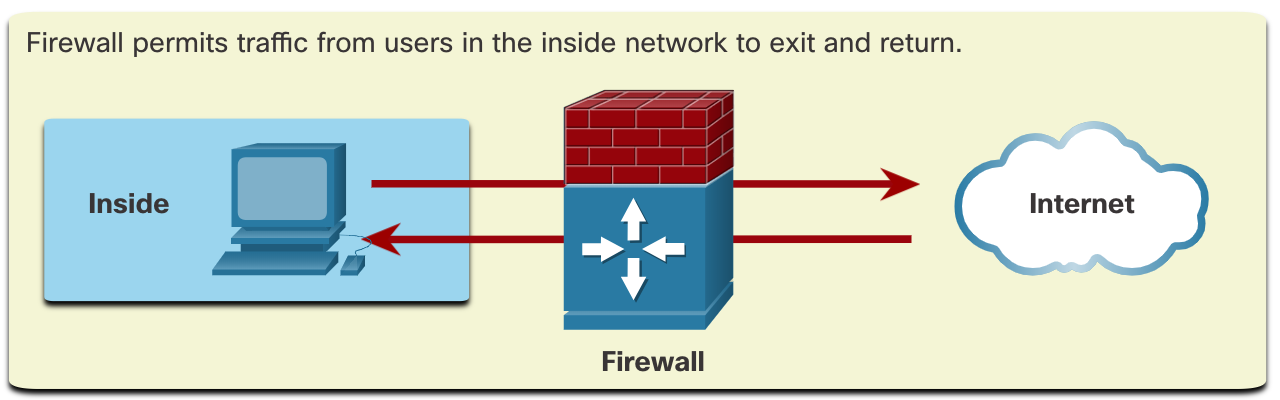 Firewall permits traffic from users in the inside network to exit and return.
Inside
Internet
Firewall